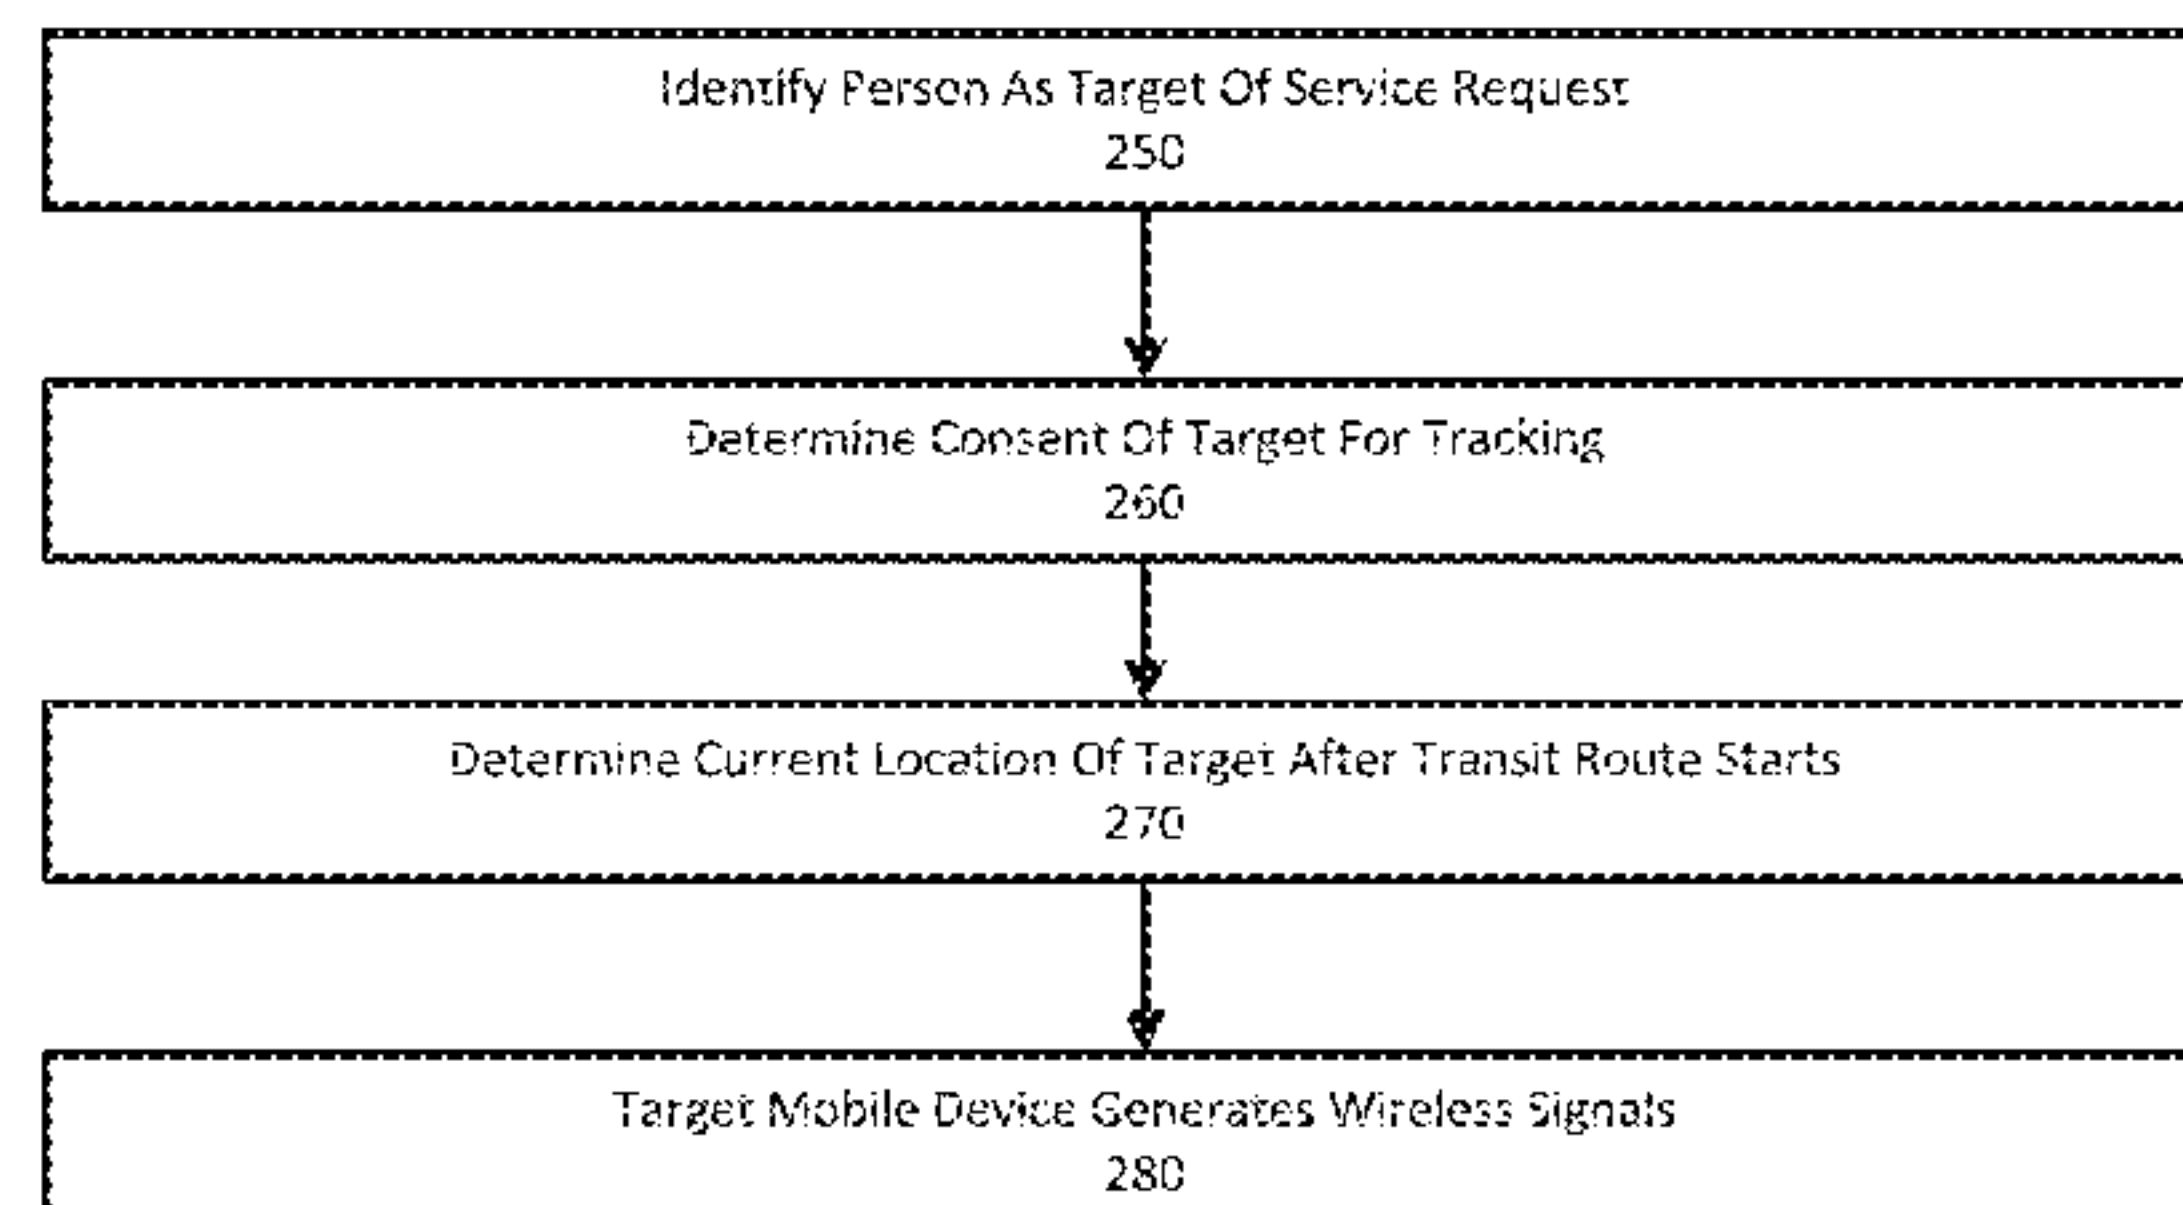 Identify Person As Target Of Service Request
250
Determine Consent Of Target For Tracking
260
Determine Current Location Of Target After Transit Route Starts
270
Target Mobile Device Generates Wireless Signals
280